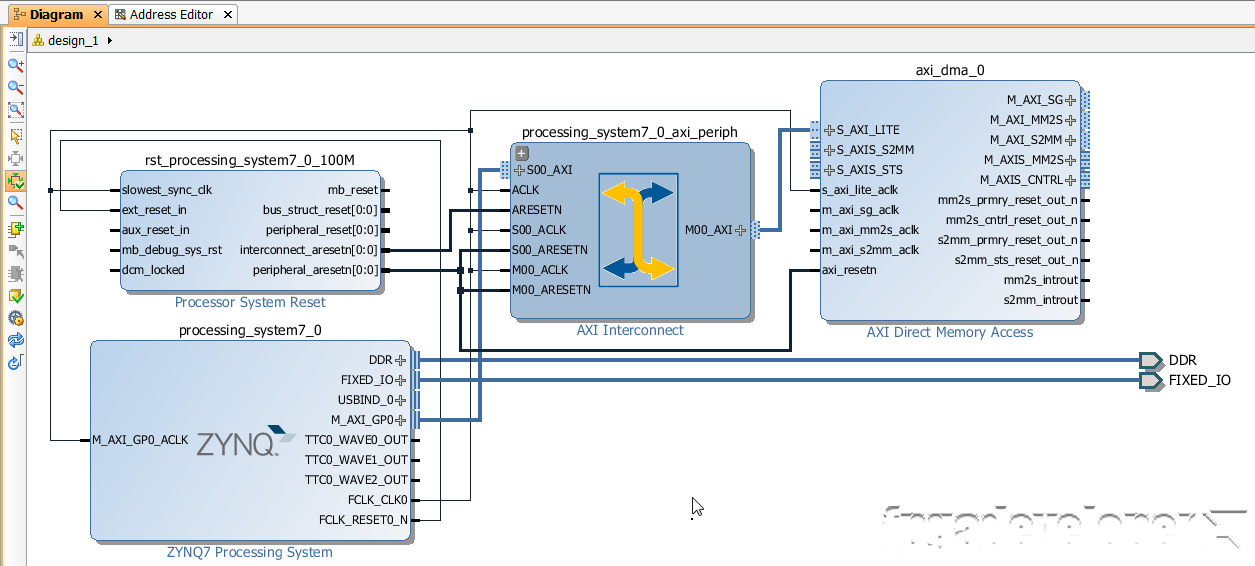 Diagram × Address Editor ×
design_1
axi_dma_0
M_AXI_SG
M_AXI_MM2S
M_AXI_S2MM
M_AXIS_MM2S
M_AXIS_CNTRL
mm2s_prmry_reset_out_n
mm2s_cntrl_reset_out_n
s2mm_prmry_reset_out_n
s2mm_sts_reset_out_n
mm2s_introut
s2mm_introut
S_AXI_LITE
S_AXIS_S2MM
S_AXIS_STS
s_axi_lite_aclk
m_axi_sg_aclk
m_axi_mm2s_aclk
m_axi_s2mm_aclk
axi_resetn
AXI Direct Memory Access
processing_system7_0_axi_periph
S00_AXI
ACLK
ARESETN
S00_ACLK
S00_ARESETN
M00_ACLK
M00_ARESETN
M00_AXI
AXI Interconnect
rst_processing_system7_0_100M
slowest_sync_clk
ext_reset_in
aux_reset_in
mb_debug_sys_rst
dcm_locked
mb_reset
bus_struct_reset[0:0]
peripheral_reset[0:0]
interconnect_aresetn[0:0]
peripheral_aresetn[0:0]
Processor System Reset
processing_system7_0
M_AXI_GP0_ACLK
ZYNQ
DDR
FIXED_IO
USBIND_0
M_AXI_GP0
TTC0_WAVE0_OUT
TTC0_WAVE1_OUT
TTC0_WAVE2_OUT
FCLK_CLK0
FCLK_RESET0_N
ZYNQ7 Processing System
DDR
FIXED_IO
fpgadeveloper